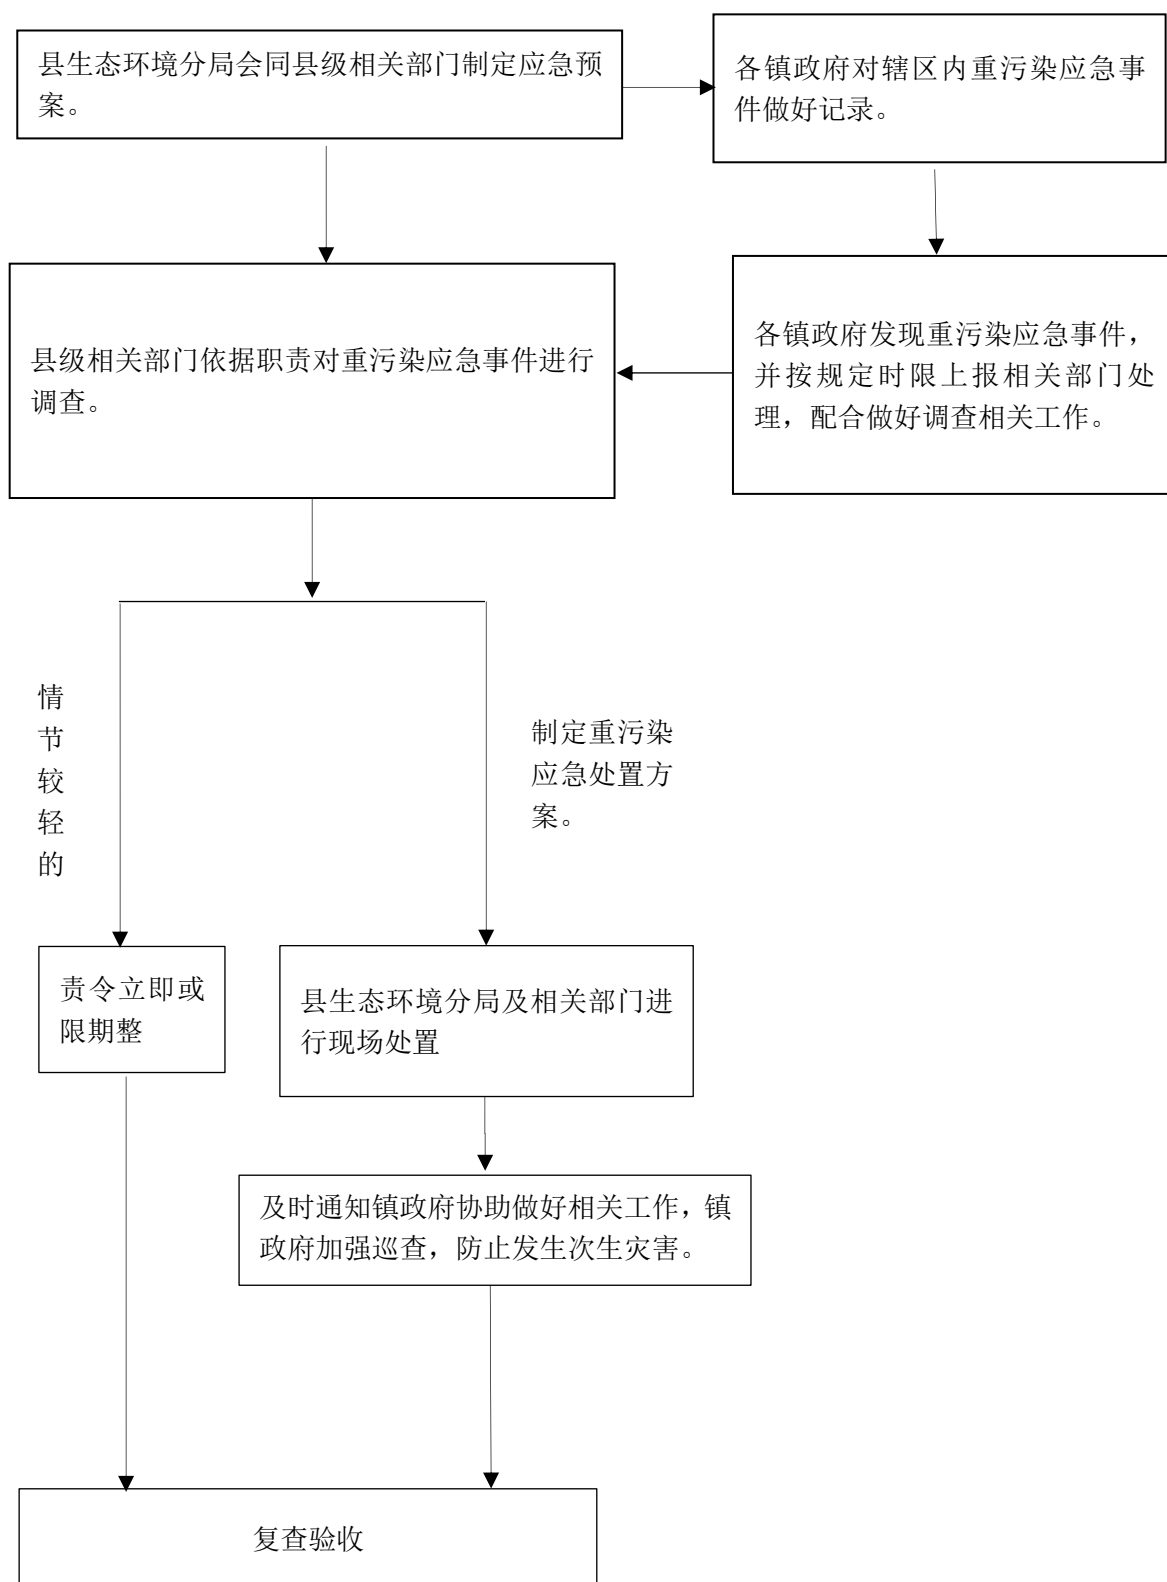 县生态环境分局会同县级相关部门制定应急预
案。
各镇政府对辖区内重污染应急事
件做好记录。
县级相关部门依据职责对重污染应急事件进行
调查。
各镇政府发现重污染应急事件，
并按规定时限上报相关部门处
理，配合做好调查相关工作。
情
节
较
轻
的
制定重污染
应急处置方
案。
责令立即或
限期整
县生态环境分局及相关部门进
行现场处置
及时通知镇政府协助做好相关工作，镇
政府加强巡查，防止发生次生灾害。
复查验收